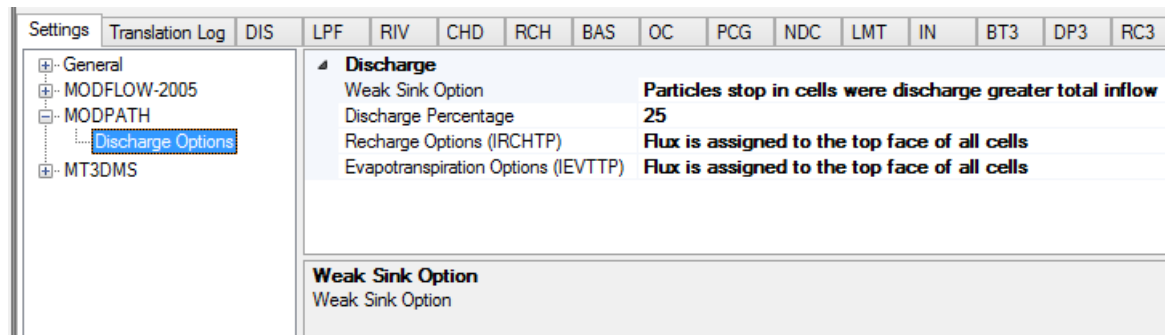 Settings Translation Log DIS LPF RIV CHD RCH BAS OC PCG NDC LMT IN BT3 DP3 RC3
General
MODFLOW-2005
MODPATH
Discharge Options
MT3DMS
Discharge
Weak Sink Option Particles stop in cells were discharge greater total inflow
Discharge Percentage 25
Recharge Options (IRCHTP) Flux is assigned to the top face of all cells
Evapotranspiration Options (IEVTTP) Flux is assigned to the top face of all cells
Weak Sink Option
Weak Sink Option